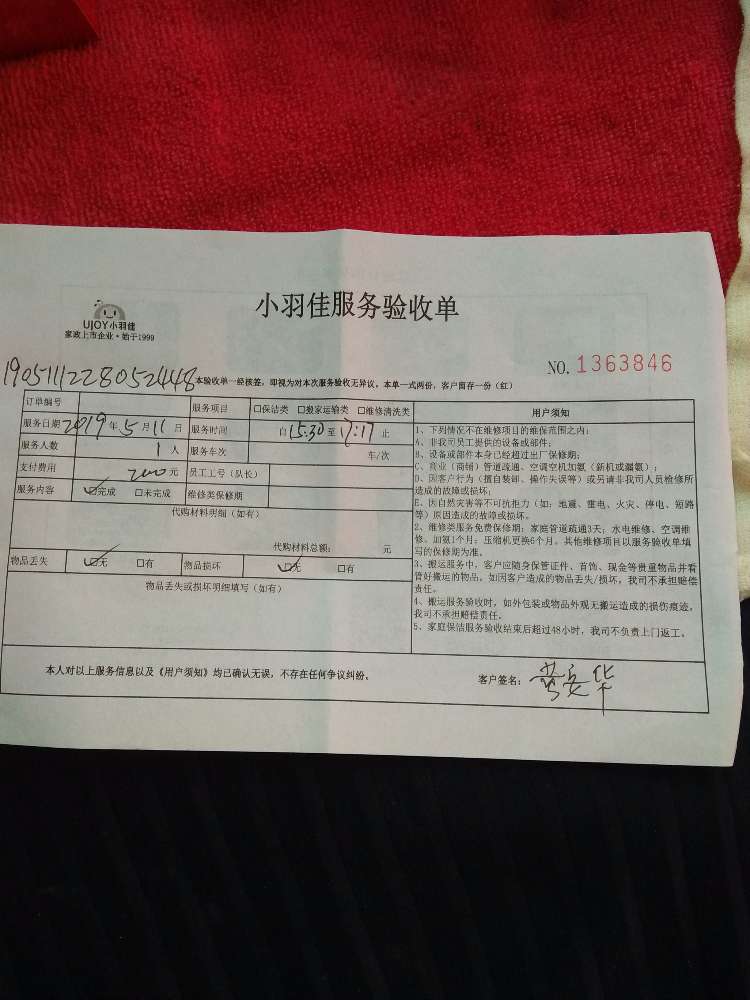 小羽佳服务验收单
UJOY小羽佳
家政上市企业·始于1999
NO. 1363846
1905111228052448
本验收单一经核签，即视为对本次服务验收无异议。本单一式两份，客户留存一份（红）
订单编号 服务项目 □保洁类 □搬家运输类 □维修清洗类
服务日期 2019年5月11日 服务时间 自15:30至17:17止
服务人数 1人 服务车次 车/次
支付费用 元 员工工号（队长）
服务内容 ☑完成 □未完成 维修类保修期
代购材料明细（如有）
代购材料总额： 元
物品丢失 ☑无 □有 物品损坏 ☑无 □有
物品丢失或损坏明细填写（如有）
用户须知
1、下列情况不在维修项目的维保范围之内：
A、非我司员工提供的设备或部件；
B、设备或部件本身已经超过出厂保修期；
C、商业（商铺）管道疏通、空调空机加氨（新机或漏氨）；
D、因客户行为（擅自装卸、操作失误等）或另请非我司人员检修所
造成的故障或损坏；
E、因自然灾害等不可抗拒力（如：地震、雷电、火灾、停电、短路
等）原因造成的故障或损坏。
2、维修类服务免费保修期：家庭管道疏通3天；水电维修、空调维
修、加氨1个月；压缩机更换6个月。其他维修项目以服务验收单填
写的保修期为准。
3、搬运服务中，客户应随身保管证件、首饰、现金等贵重物品并看
管好搬运的物品。如因客户造成的物品丢失/损坏，我司不承担赔偿
责任。
4、搬运服务验收时，如外包装或物品外观无搬运造成的损伤痕迹，
我司不承担赔偿责任。
5、家庭保洁服务验收结束后超过48小时，我司不负责上门返工。
本人对以上服务信息以及《用户须知》均已确认无误，不存在任何争议纠纷。
客户签名：